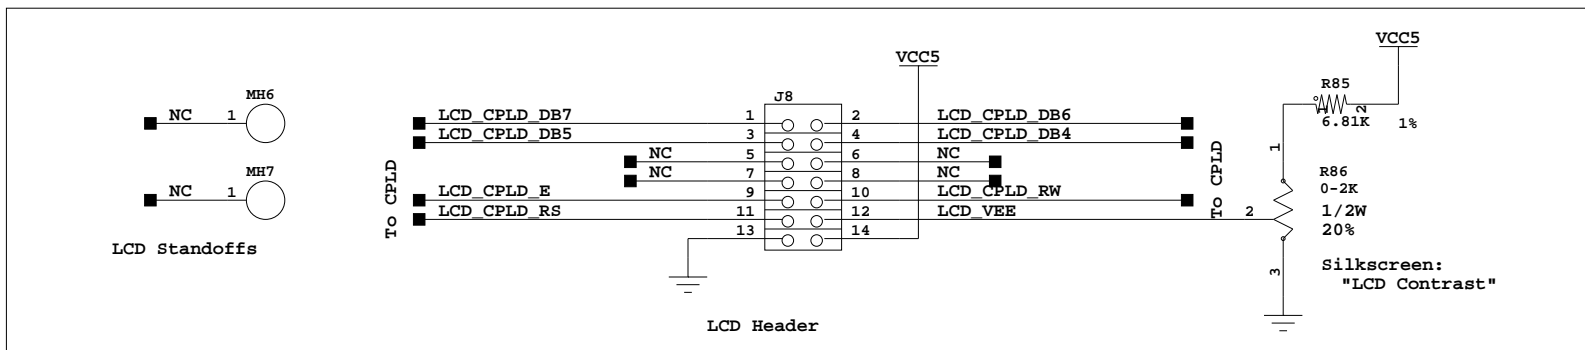 VCC5
VCC5
MH6
NC 1
MH7
NC 1
LCD Standoffs
To CPLD
J8
LCD_CPLD_DB7 1 2 LCD_CPLD_DB6
LCD_CPLD_DB5 3 4 LCD_CPLD_DB4
NC 5 6 NC
NC 7 8 NC
LCD_CPLD_E 9 10 LCD_CPLD_RW
LCD_CPLD_RS 11 12 LCD_VEE
13 14
LCD Header
To CPLD
R85
1 2
6.81K 1%
1
R86
0-2K
2 1/2W
20%
3
Silkscreen:
"LCD Contrast"